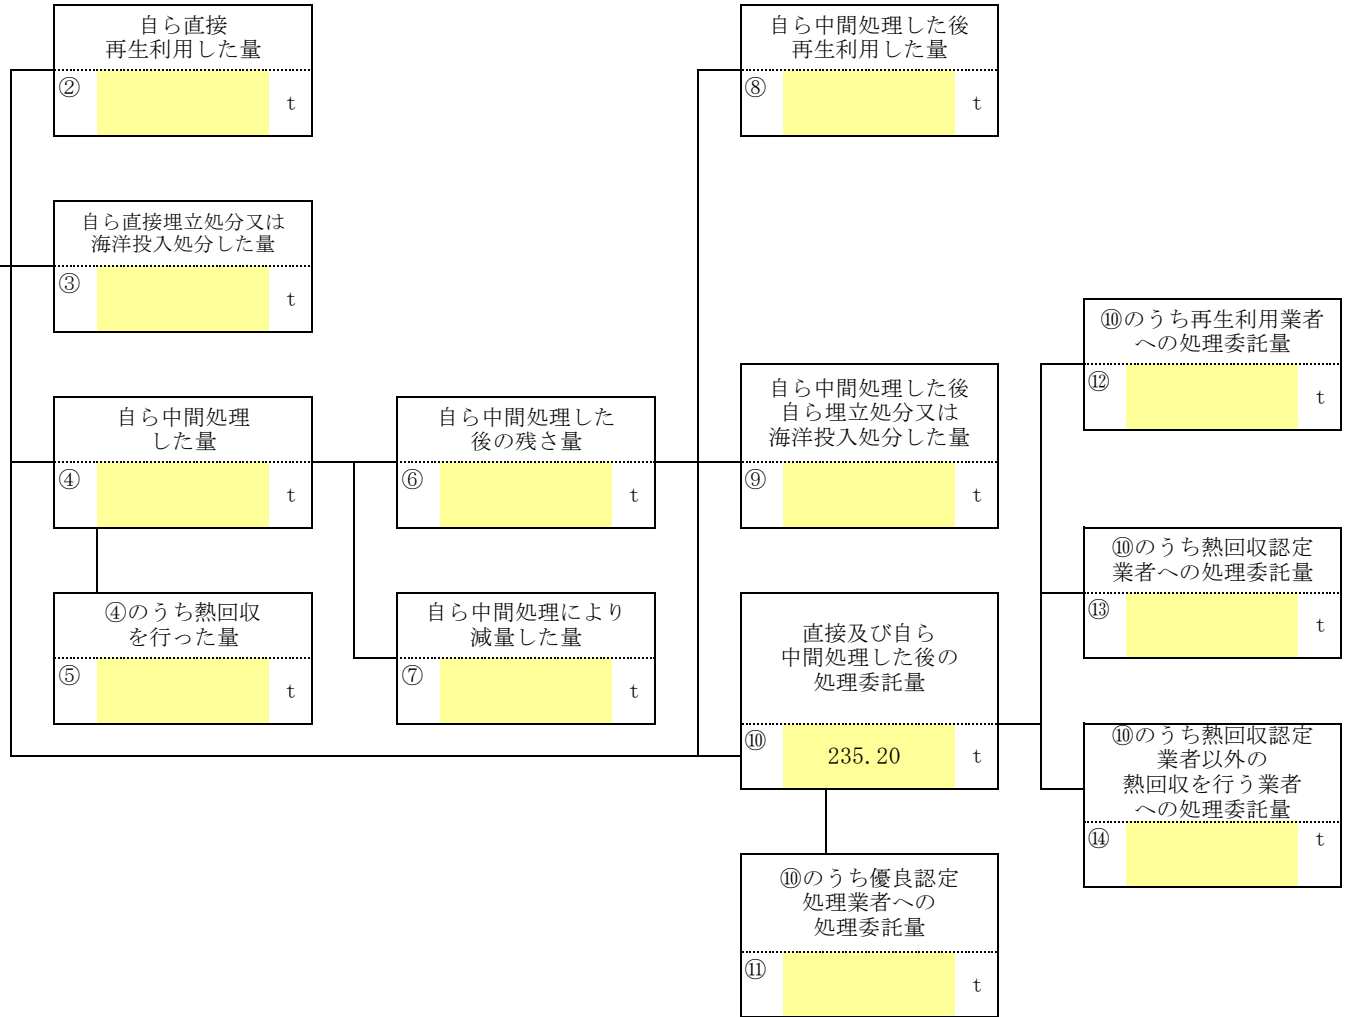 自ら直接
再生利用した量
②
t
自ら中間処理した後
再生利用した量
⑧
t
自ら直接埋立処分又は
海洋投入処分した量
③
t
⑩のうち再生利用業者
への処理委託量
⑫
t
自ら中間処理
した量
④
t
自ら中間処理した
後の残さ量
⑥
t
自ら中間処理した後
自ら埋立処分又は
海洋投入処分した量
⑨
t
⑩のうち熱回収認定
業者への処理委託量
⑬
t
④のうち熱回収
を行った量
⑤
t
自ら中間処理により
減量した量
⑦
t
直接及び自ら
中間処理した後の
処理委託量
⑩
235.20
t
⑩のうち熱回収認定
業者以外の
熱回収を行う業者
への処理委託量
⑭
t
⑩のうち優良認定
処理業者への
処理委託量
⑪
t